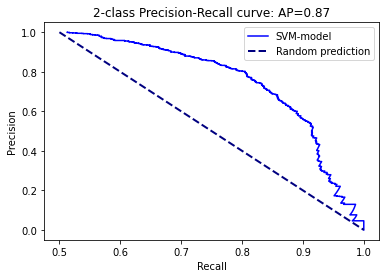 2-class Precision-Recall curve: AP=0.87
SVM-model
Random prediction
Precision
1.0
0.8
0.6
0.4
0.2
0.0
0.5 0.6 0.7 0.8 0.9 1.0
Recall